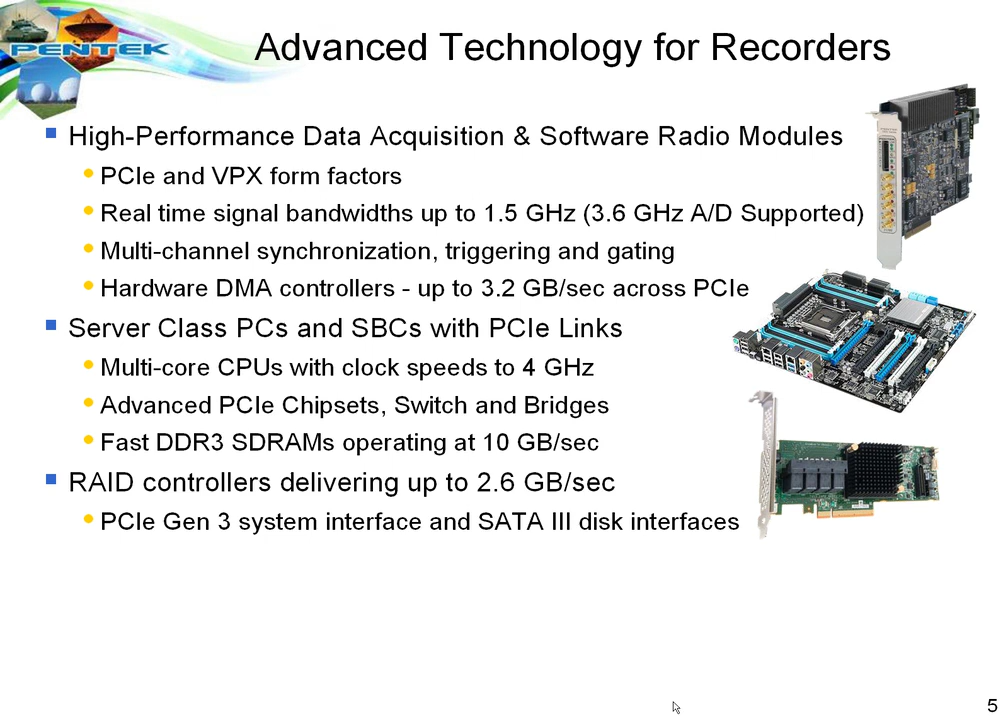 PENTEK
Advanced Technology for Recorders
High-Performance Data Acquisition & Software Radio Modules
PCIe and VPX form factors
Real time signal bandwidths up to 1.5 GHz (3.6 GHz A/D Supported)
Multi-channel synchronization, triggering and gating
Hardware DMA controllers - up to 3.2 GB/sec across PCIe
Server Class PCs and SBCs with PCIe Links
Multi-core CPUs with clock speeds to 4 GHz
Advanced PCIe Chipsets, Switch and Bridges
Fast DDR3 SDRAMs operating at 10 GB/sec
RAID controllers delivering up to 2.6 GB/sec
PCIe Gen 3 system interface and SATA III disk interfaces
5